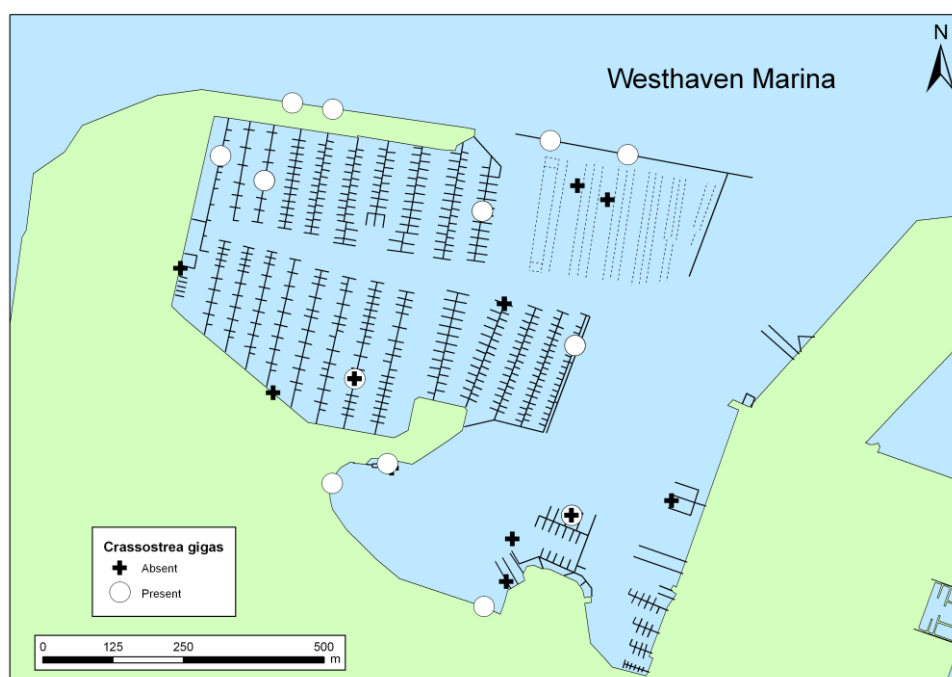 N
Westhaven Marina
Crassostrea gigas
Absent
Present
0 125 250 500
m